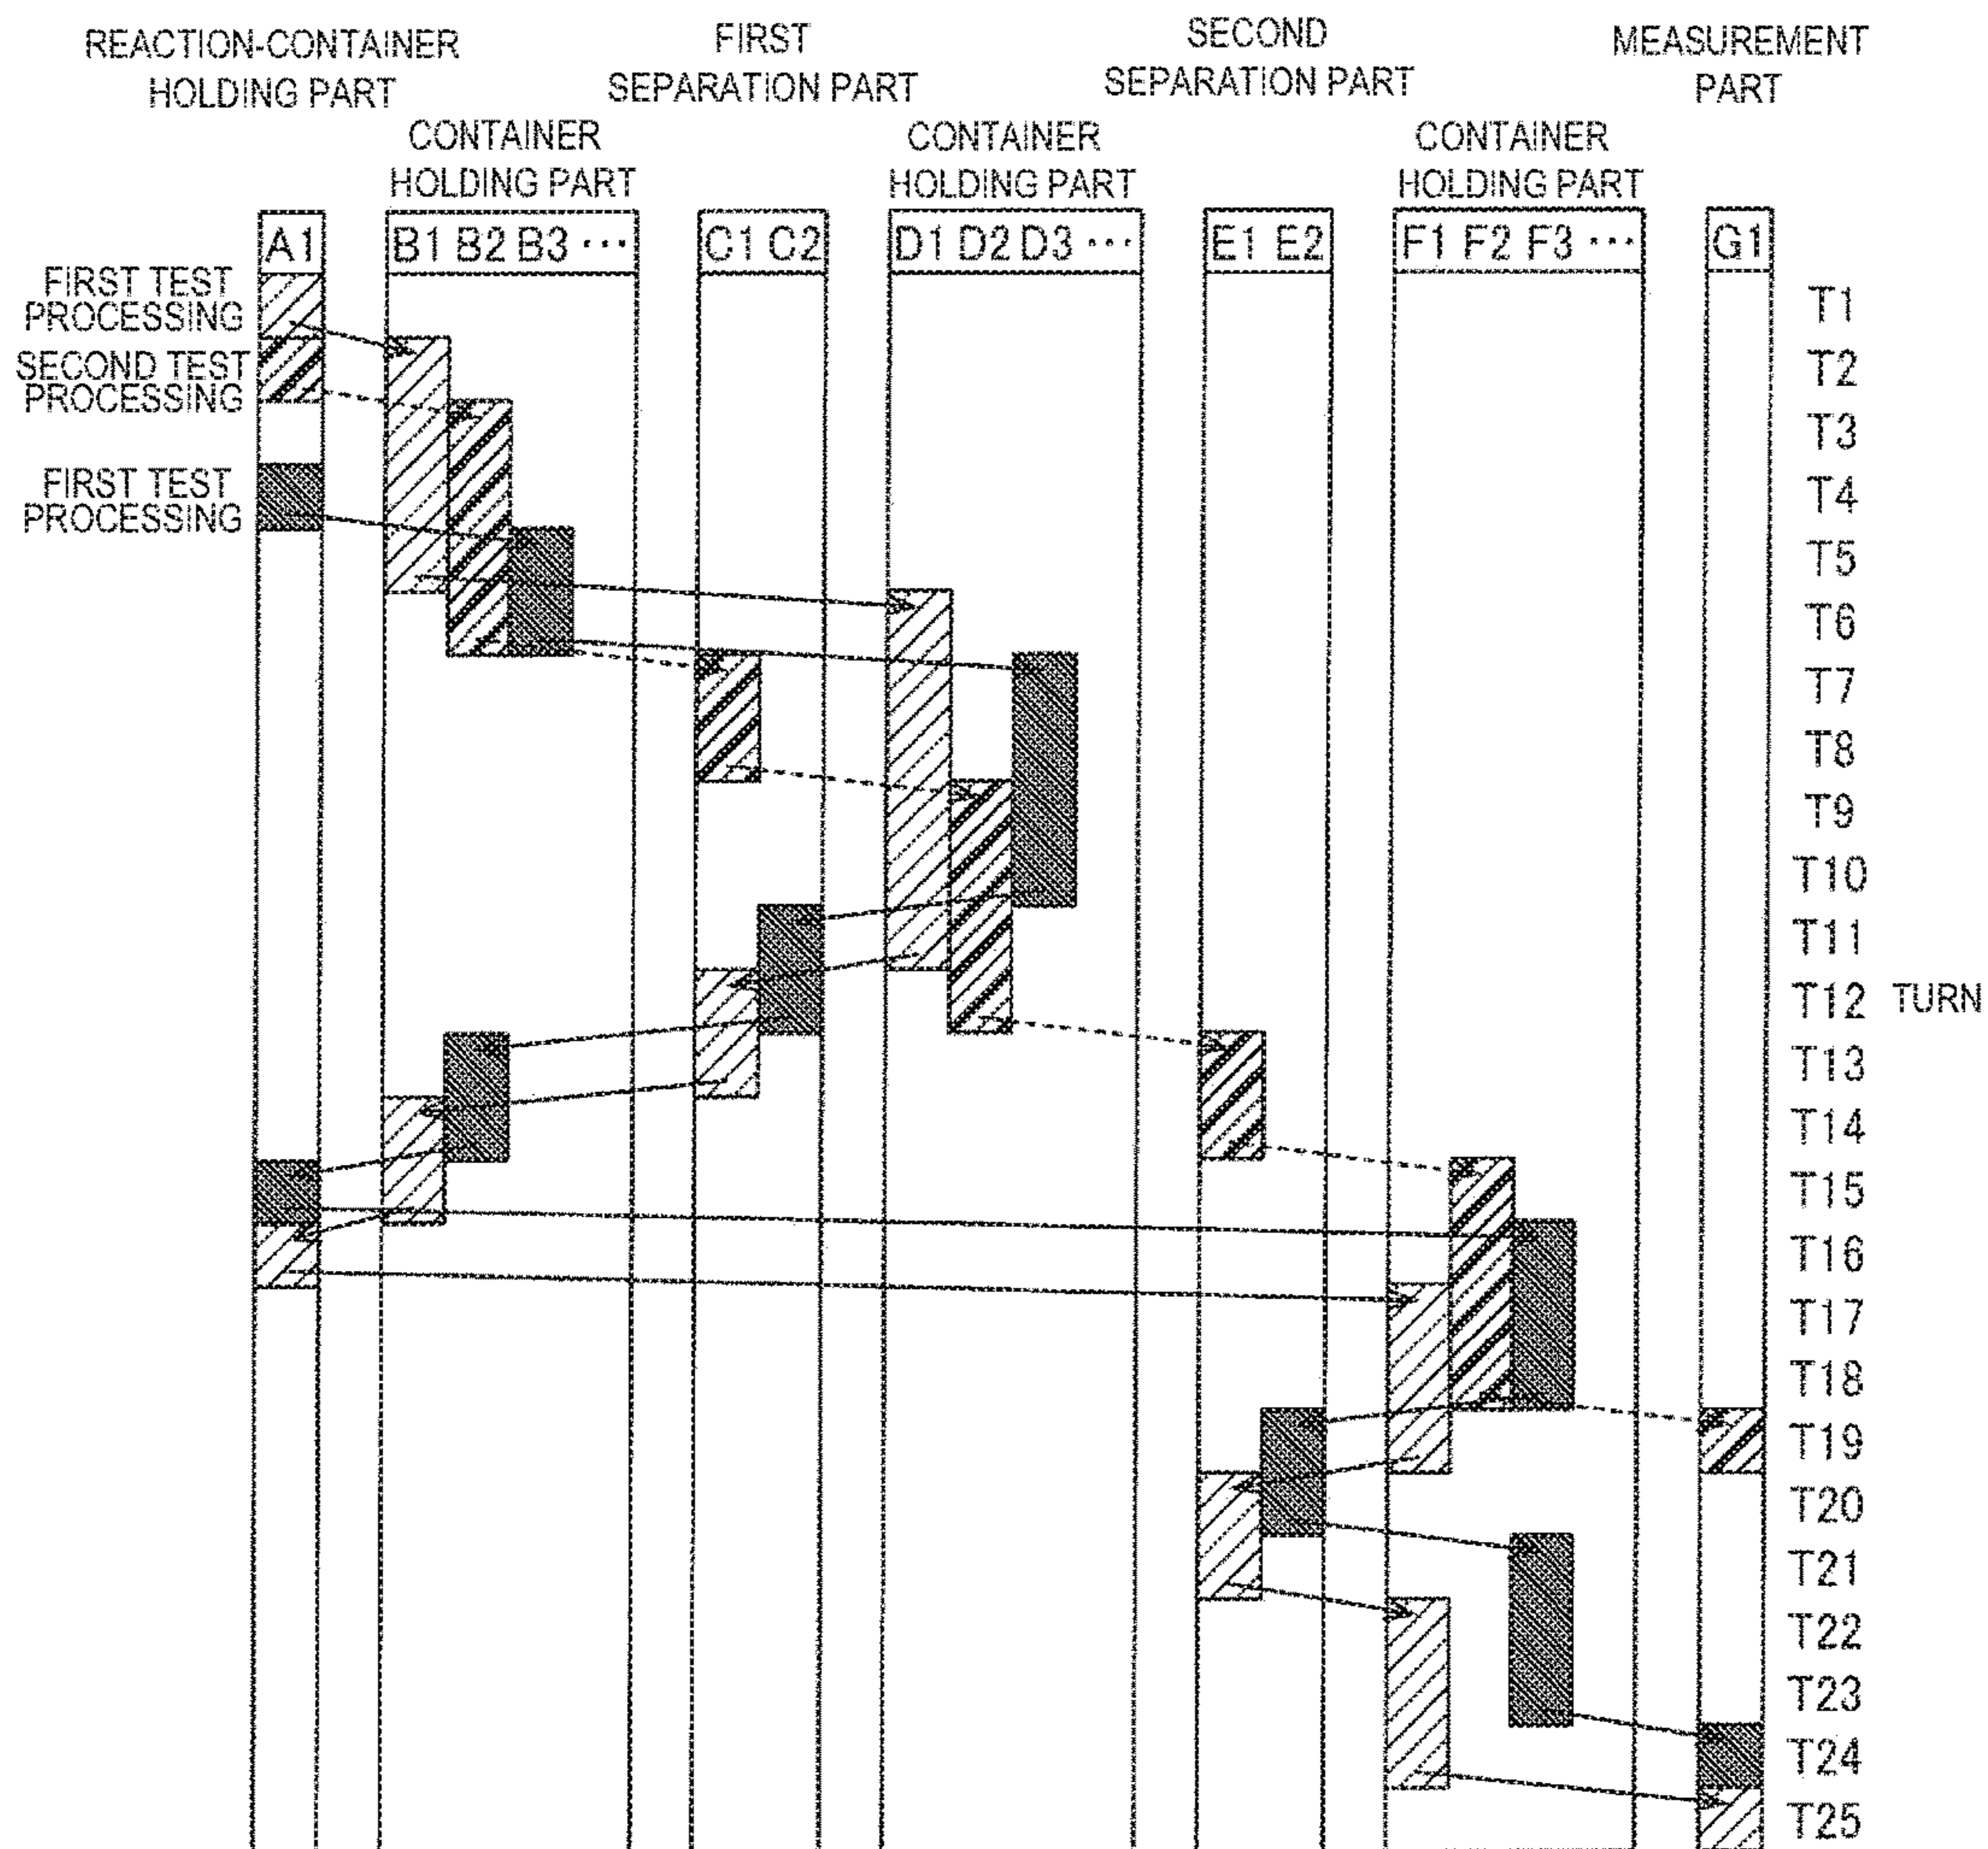 REACTION-CONTAINER
HOLDING PART
FIRST
SEPARATION PART
SECOND
SEPARATION PART
MEASUREMENT
PART
CONTAINER
HOLDING PART
CONTAINER
HOLDING PART
CONTAINER
HOLDING PART
A1
B1 B2 B3 ···
C1 C2
D1 D2 D3 ···
E1 E2
F1 F2 F3 ···
G1
FIRST TEST
PROCESSING
SECOND TEST
PROCESSING
FIRST TEST
PROCESSING
T1
T2
T3
T4
T5
T6
T7
T8
T9
T10
T11
T12 TURN
T13
T14
T15
T16
T17
T18
T19
T20
T21
T22
T23
T24
T25